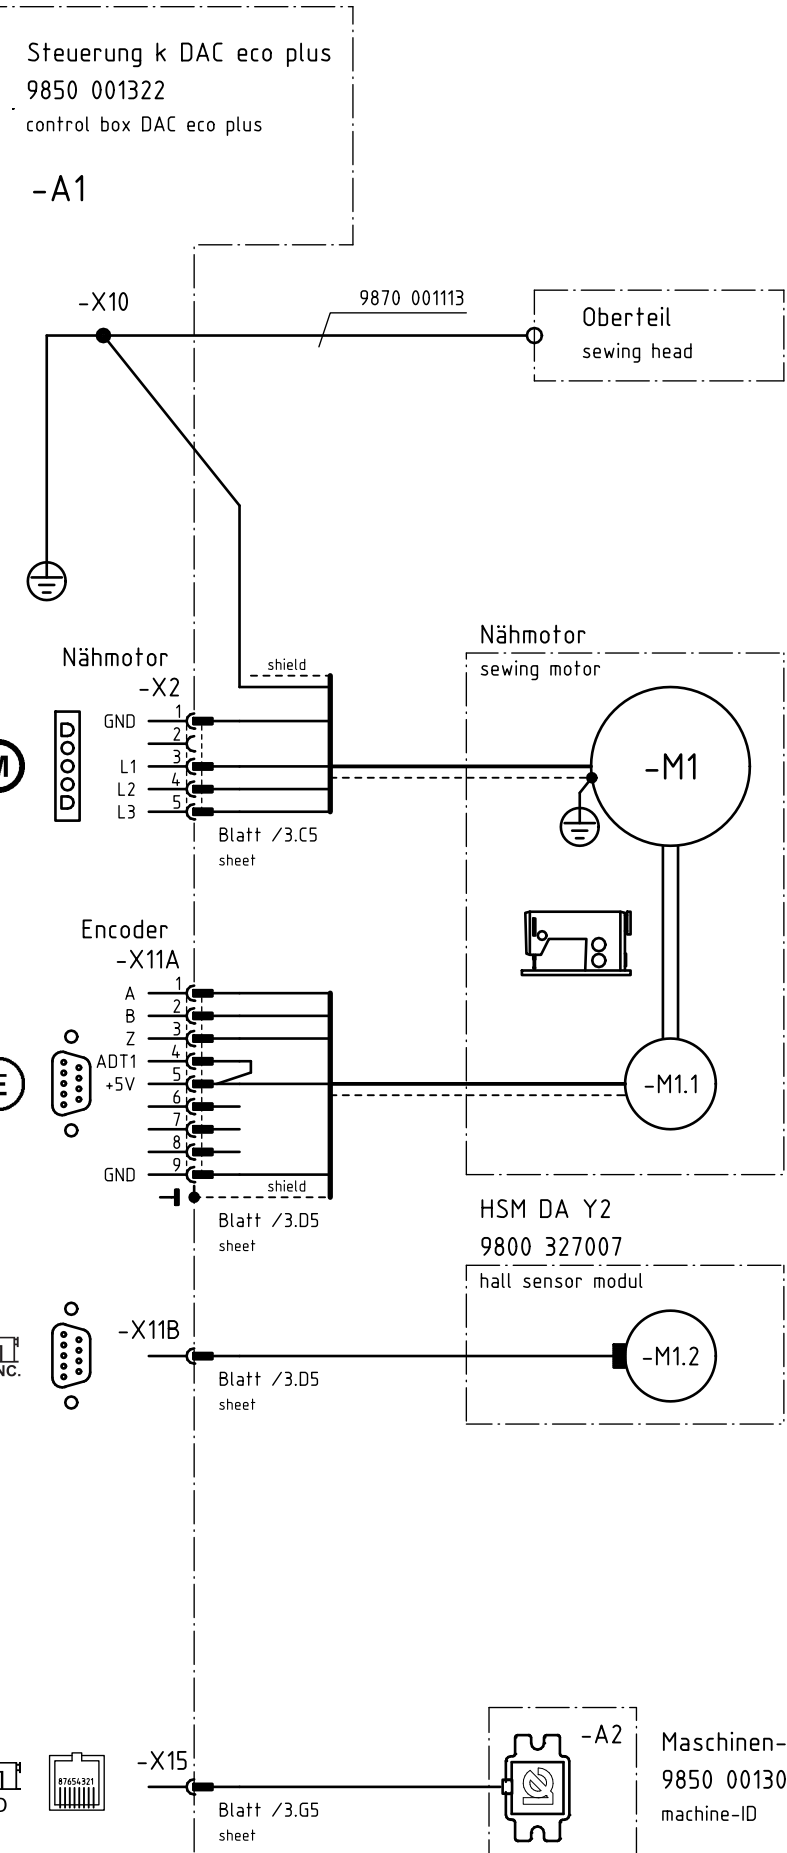 Steuerung k DAC eco plus
9850 001322
control box DAC eco plus
-A1
-X10
9870 001113
Oberteil
sewing head
Nähmotor
-X2
shield
GND 1
2
L1 3
L2 4
L3 5
Blatt /3.C5
sheet
Nähmotor
sewing motor
-M1
M
Encoder
-X11A
A 1
B 2
Z 3
ADT1 4
+5V 5
6
7
8
GND 9
shield
Blatt /3.D5
sheet
E
-M1.1
HSM DA Y2
9800 327007
hall sensor modul
-M1.2
-X11B
NC.
Blatt /3.D5
sheet
-X15
87654321
D
Blatt /3.G5
sheet
-A2
Maschinen-
9850 00130
machine-ID